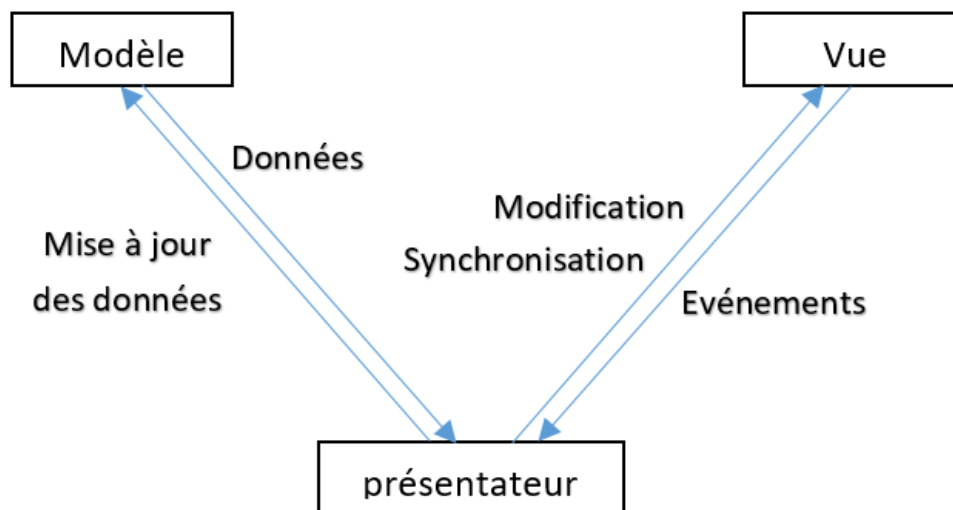 Modèle
Vue
Données
Modification
Mise à jour
Synchronisation
des données
Evénements
présentateur